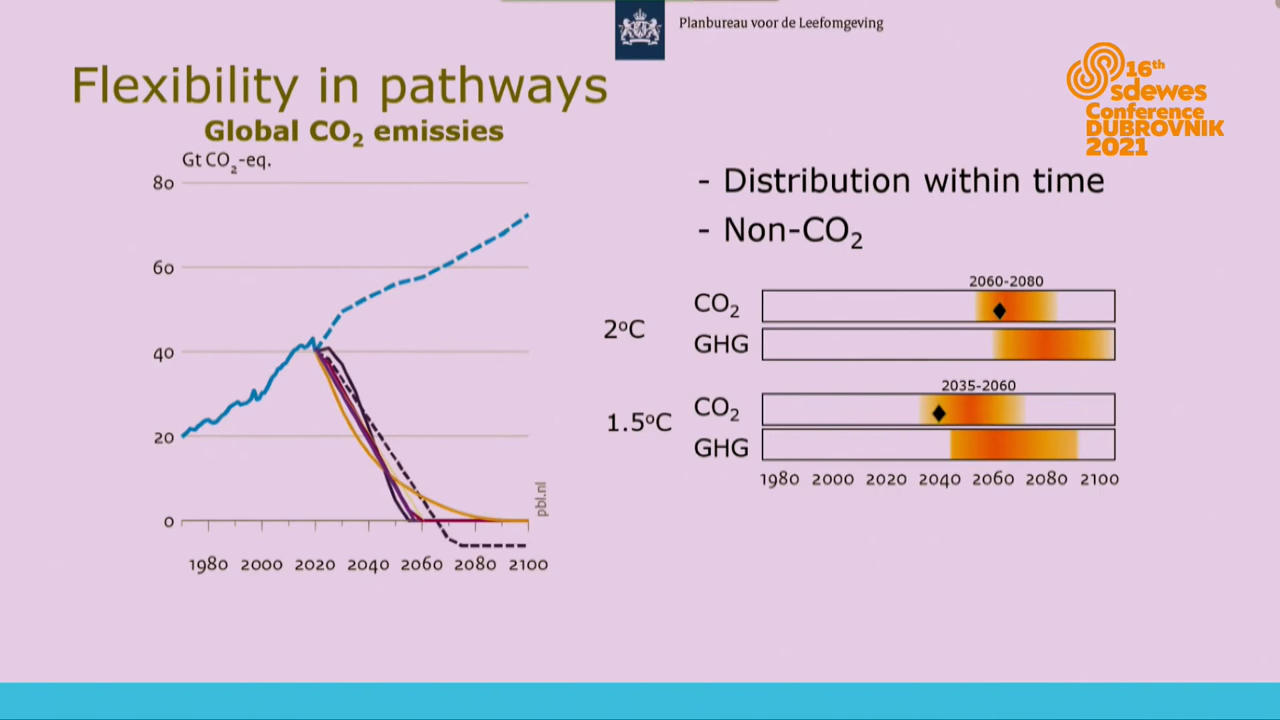 Planbureau voor de Leefomgeving
16th
sdewes
Conference
DUBROVNIK
2021
Flexibility in pathways
Global CO₂ emissies
Gt CO₂-eq.
80
60
40
20
0
1980 2000 2020 2040 2060 2080 2100
pbl.nl
- Distribution within time
- Non-CO₂
2°C
2060-2080
CO₂
GHG
1.5°C
2035-2060
CO₂
GHG
1980 2000 2020 2040 2060 2080 2100